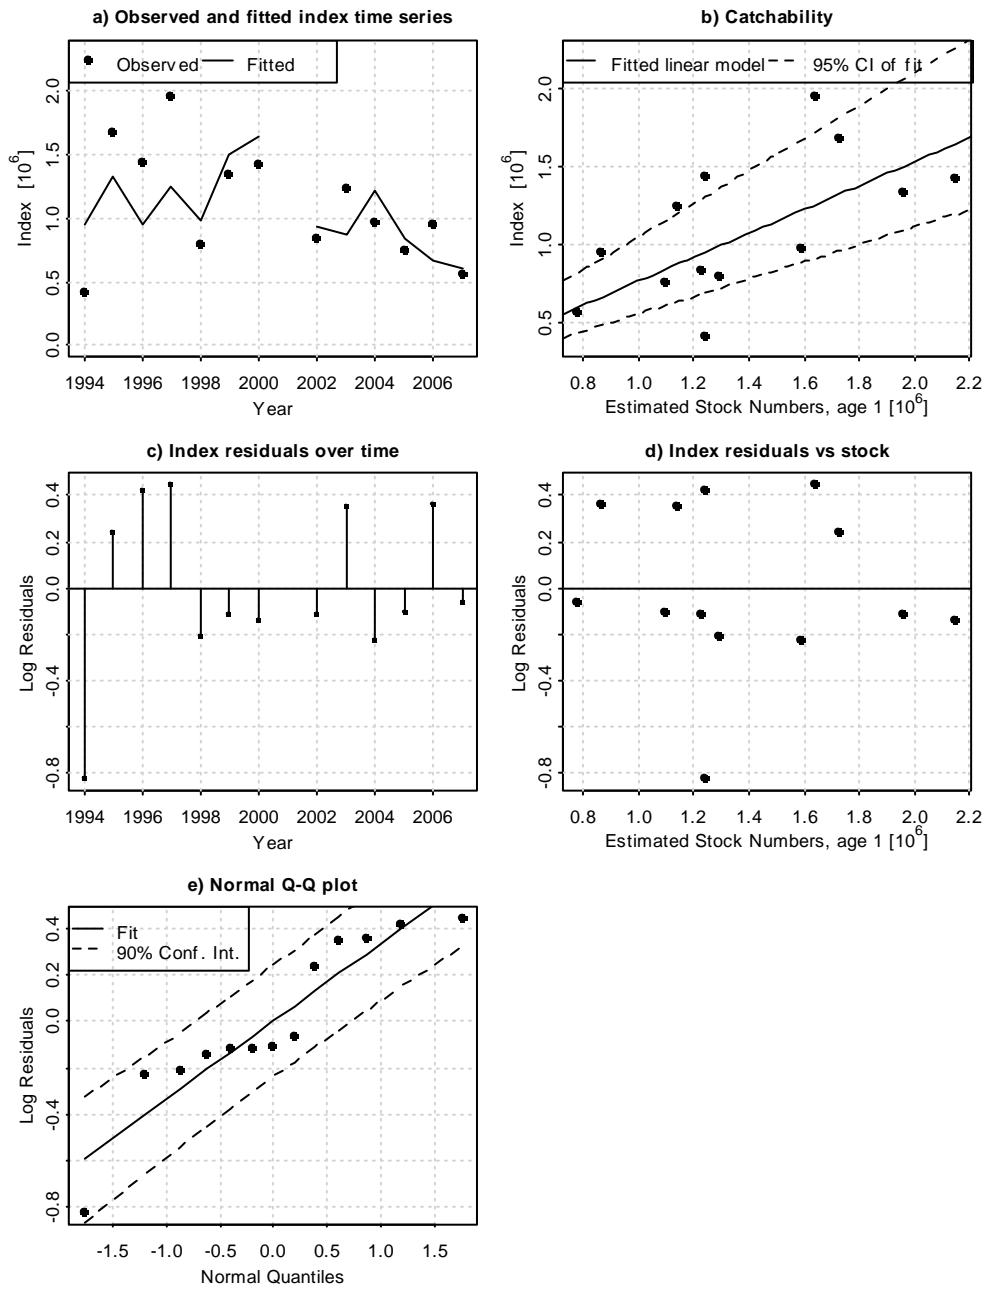 a) Observed and fitted index time series
Observed
Fitted
Index [10^6]
2.0
1.5
1.0
0.5
0.0
1994 1996 1998 2000 2002 2004 2006
Year
b) Catchability
Fitted linear model
95% CI of fit
Index [10^6]
2.0
1.5
1.0
0.5
0.8 1.0 1.2 1.4 1.6 1.8 2.0 2.2
Estimated Stock Numbers, age 1 [10^6]
c) Index residuals over time
Log Residuals
0.4
0.2
0.0
-0.4
-0.8
1994 1996 1998 2000 2002 2004 2006
Year
d) Index residuals vs stock
Log Residuals
0.4
0.2
0.0
-0.4
-0.8
0.8 1.0 1.2 1.4 1.6 1.8 2.0 2.2
Estimated Stock Numbers, age 1 [10^6]
e) Normal Q-Q plot
Fit
90% Conf. Int.
Log Residuals
0.4
0.2
0.0
-0.4
-0.8
-1.5 -1.0 -0.5 0.0 0.5 1.0 1.5
Normal Quantiles